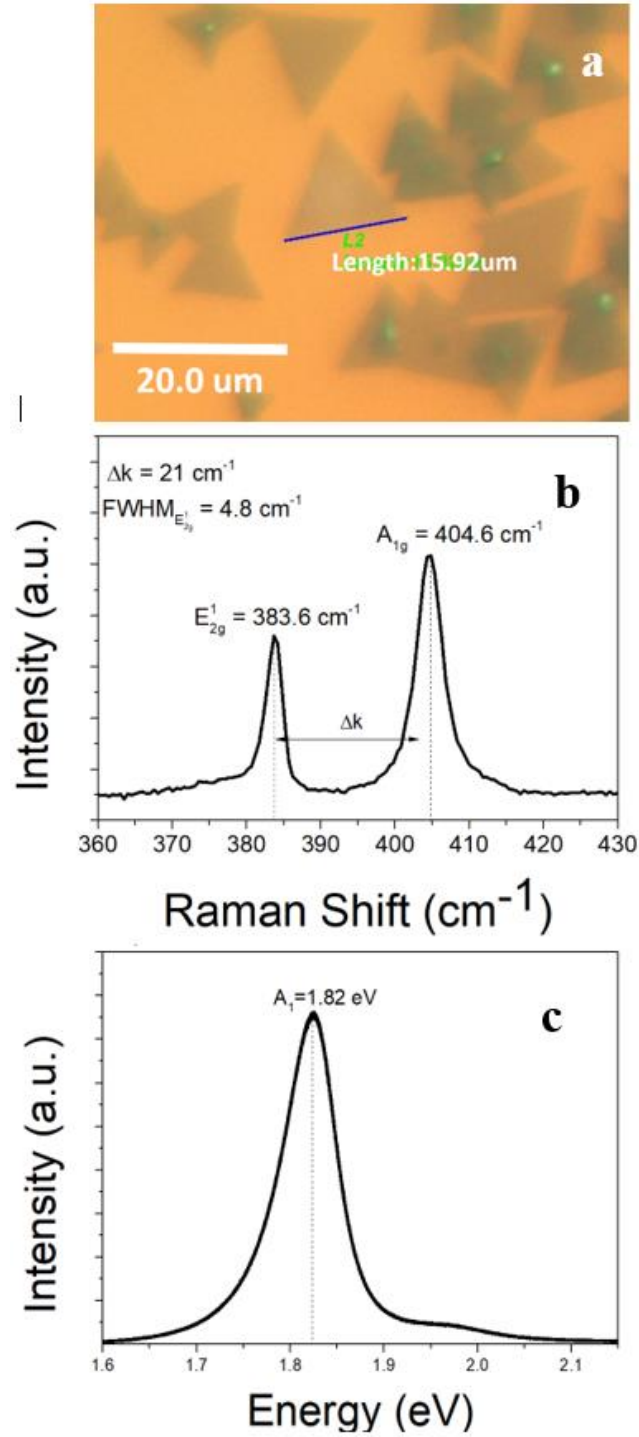 a
L2
Length:15.92um
20.0 um
Δk = 21 cm⁻¹
b
FWHM_E¹₂g = 4.8 cm⁻¹
A₁g = 404.6 cm⁻¹
E¹₂g = 383.6 cm⁻¹
Δk
Intensity (a.u.)
360 370 380 390 400 410 420 430
Raman Shift (cm⁻¹)
A₁=1.82 eV
c
Intensity (a.u.)
1.6 1.7 1.8 1.9 2.0 2.1
Energy (eV)